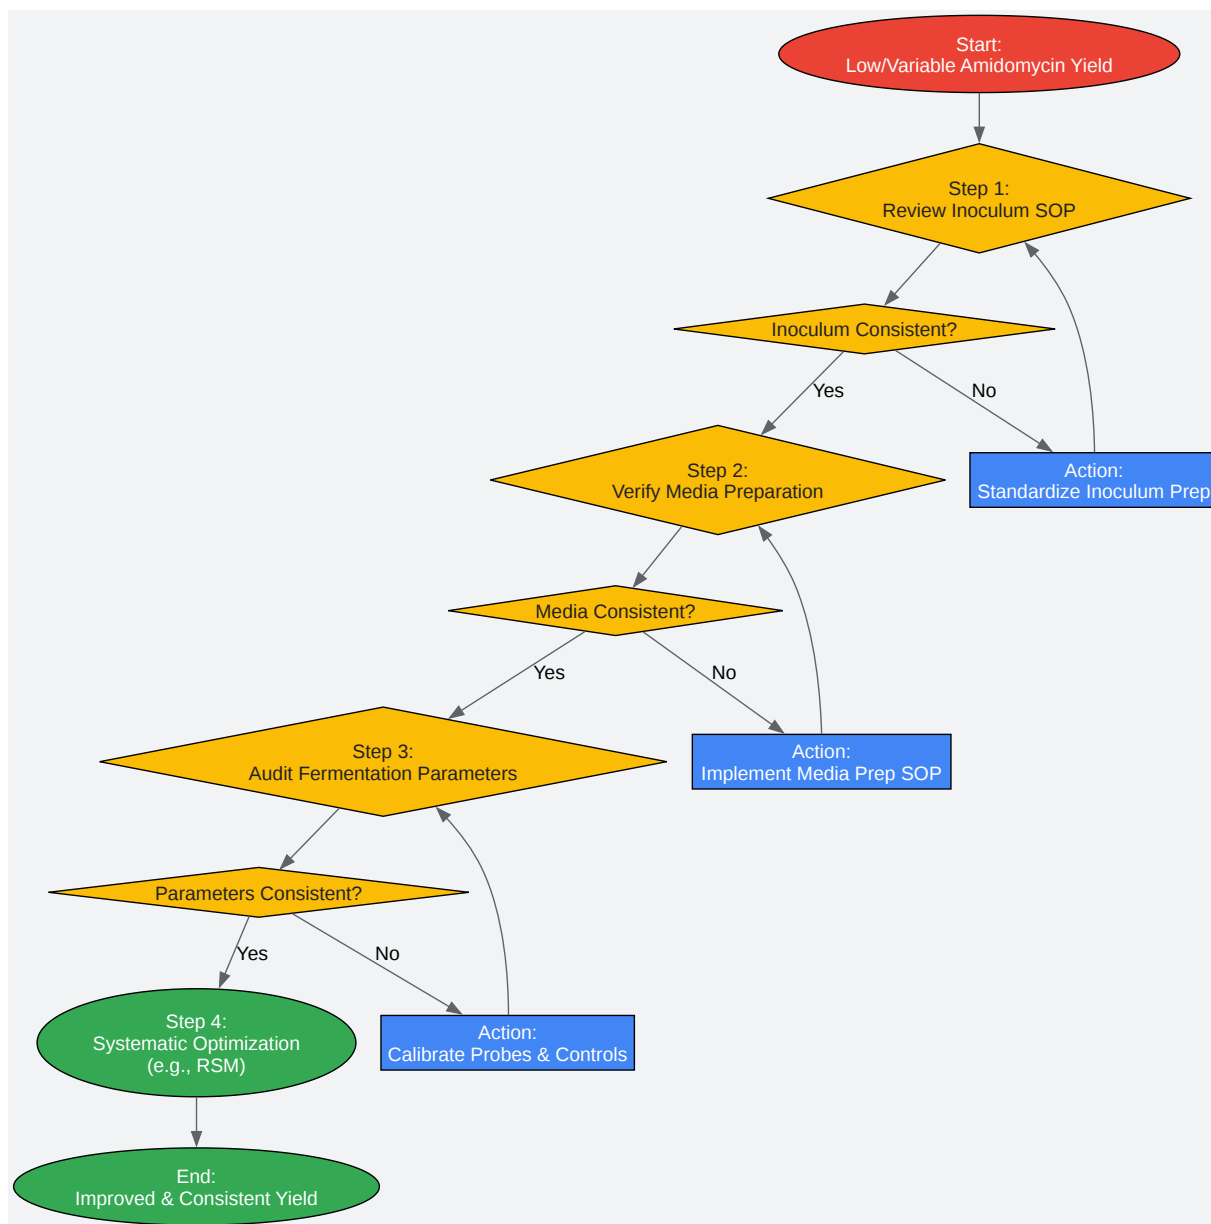 Start:
Low/Variable Amidomycin Yield
Step 1:
Review Inoculum SOP
Inoculum Consistent?
Yes
No
Step 2:
Verify Media Preparation
Action:
Standardize Inoculum Prep
Media Consistent?
Yes
No
Step 3:
Audit Fermentation Parameters
Action:
Implement Media Prep SOP
Parameters Consistent?
Yes
No
Step 4:
Systematic Optimization
(e.g., RSM)
Action:
Calibrate Probes & Controls
End:
Improved & Consistent Yield